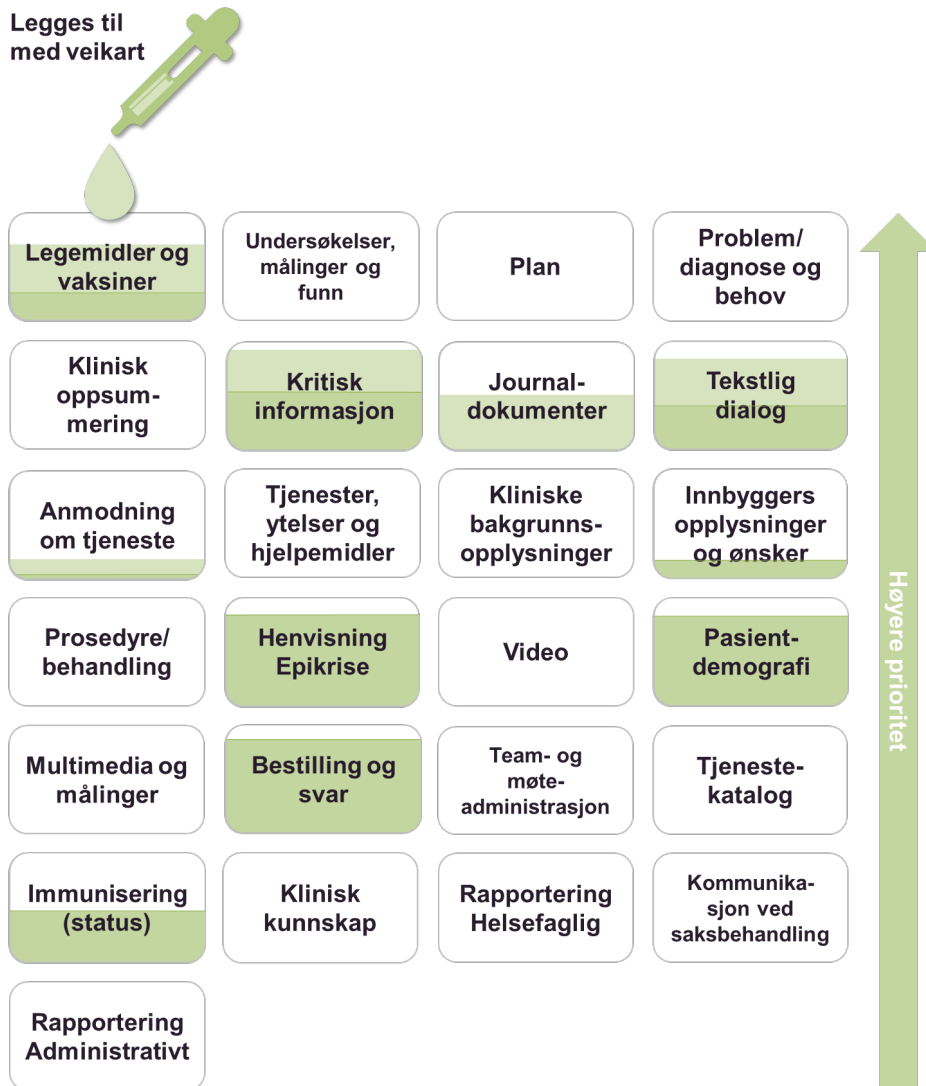 Legges til
med veikart
Legemidler og
vaksiner
Undersøkelser,
målinger og
funn
Plan
Problem/
diagnose og
behov
Klinisk
oppsum-
mering
Kritisk
informasjon
Journal-
dokumenter
Tekstlig
dialog
Anmodning
om tjeneste
Tjenester,
ytelser og
hjelpemidler
Kliniske
bakgrunns-
opplysninger
Innbyggers
opplysninger
og ønsker
Prosedyre/
behandling
Henvisning
Epikrise
Video
Pasient-
demografi
Multimedia og
målinger
Bestilling og
svar
Team- og
møte-
administrasjon
Tjeneste-
katalog
Immunisering
(status)
Klinisk
kunnskap
Rapportering
Helsefaglig
Kommunika-
sjon ved
saksbehandling
Rapportering
Administrativt
Høyere prioritet